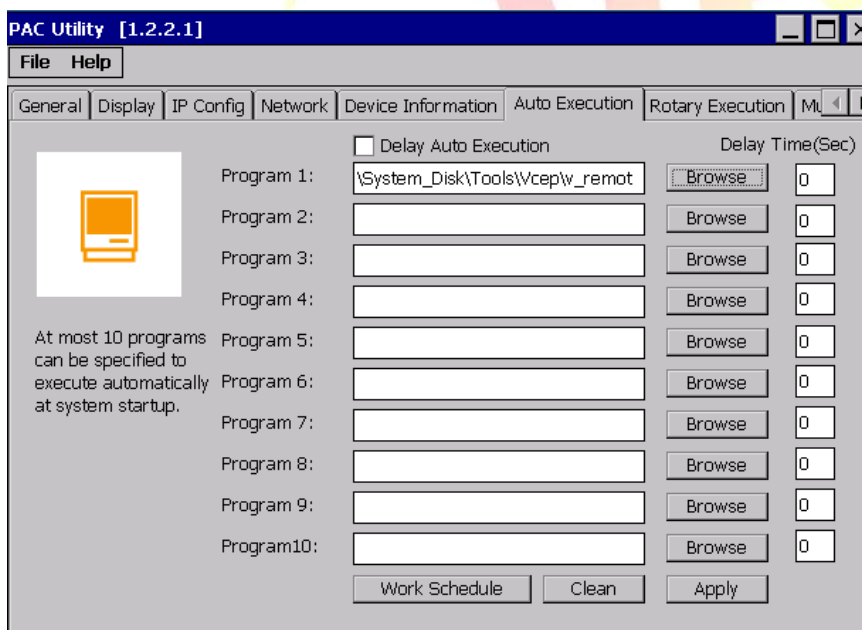 PAC Utility [1.2.2.1]
File Help
General Display IP Config Network Device Information Auto Execution Rotary Execution
Delay Auto Execution Delay Time(Sec)
Program 1: \System_Disk\Tools\Vcep\v_remot Browse 0
Program 2: Browse 0
Program 3: Browse 0
Program 4: Browse 0
Program 5: Browse 0
Program 6: Browse 0
Program 7: Browse 0
Program 8: Browse 0
Program 9: Browse 0
Program10: Browse 0
At most 10 programs
can be specified to
execute automatically
at system startup.
Work Schedule Clean Apply